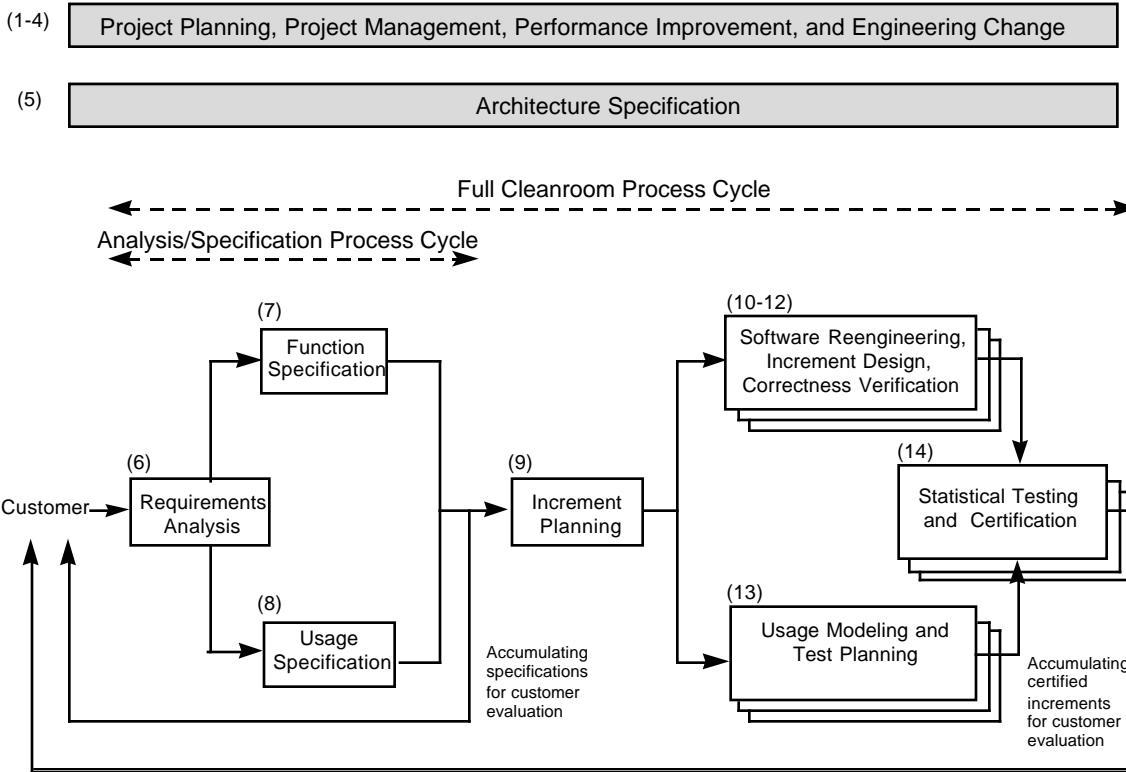 (1-4)
Project Planning, Project Management, Performance Improvement, and Engineering Change
(5)
Architecture Specification
Full Cleanroom Process Cycle
Analysis/Specification Process Cycle
(7)
Function
Specification
(10-12)
Software Reengineering,
Increment Design,
Correctness Verification
(6)
Requirements
Analysis
Customer
(9)
Increment
Planning
(14)
Statistical Testing
and Certification
(8)
Usage
Specification
Accumulating
specifications
for customer
evaluation
(13)
Usage Modeling and
Test Planning
Accumulating
certified
increments
for customer
evaluation